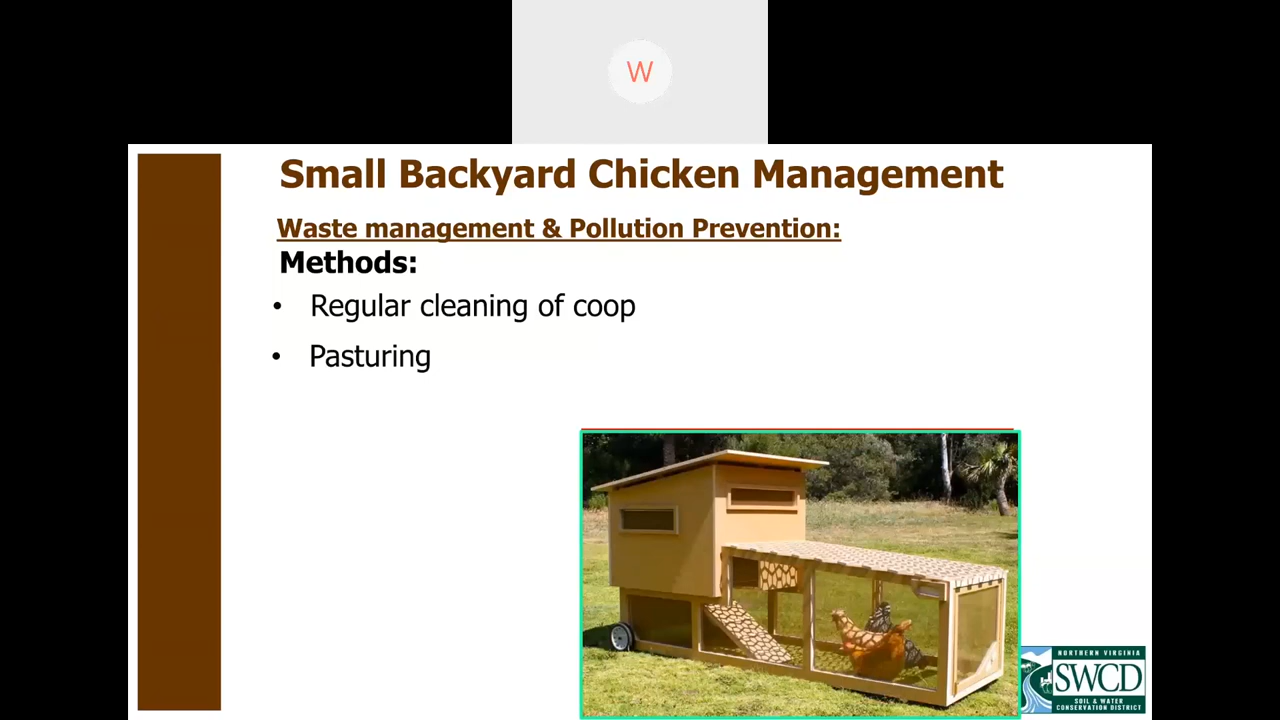 W
Small Backyard Chicken Management
Waste management & Pollution Prevention:
Methods:
• Regular cleaning of coop
• Pasturing
NORTHERN VIRGINIA
SWCD
SOIL & WATER
CONSERVATION DISTRICT